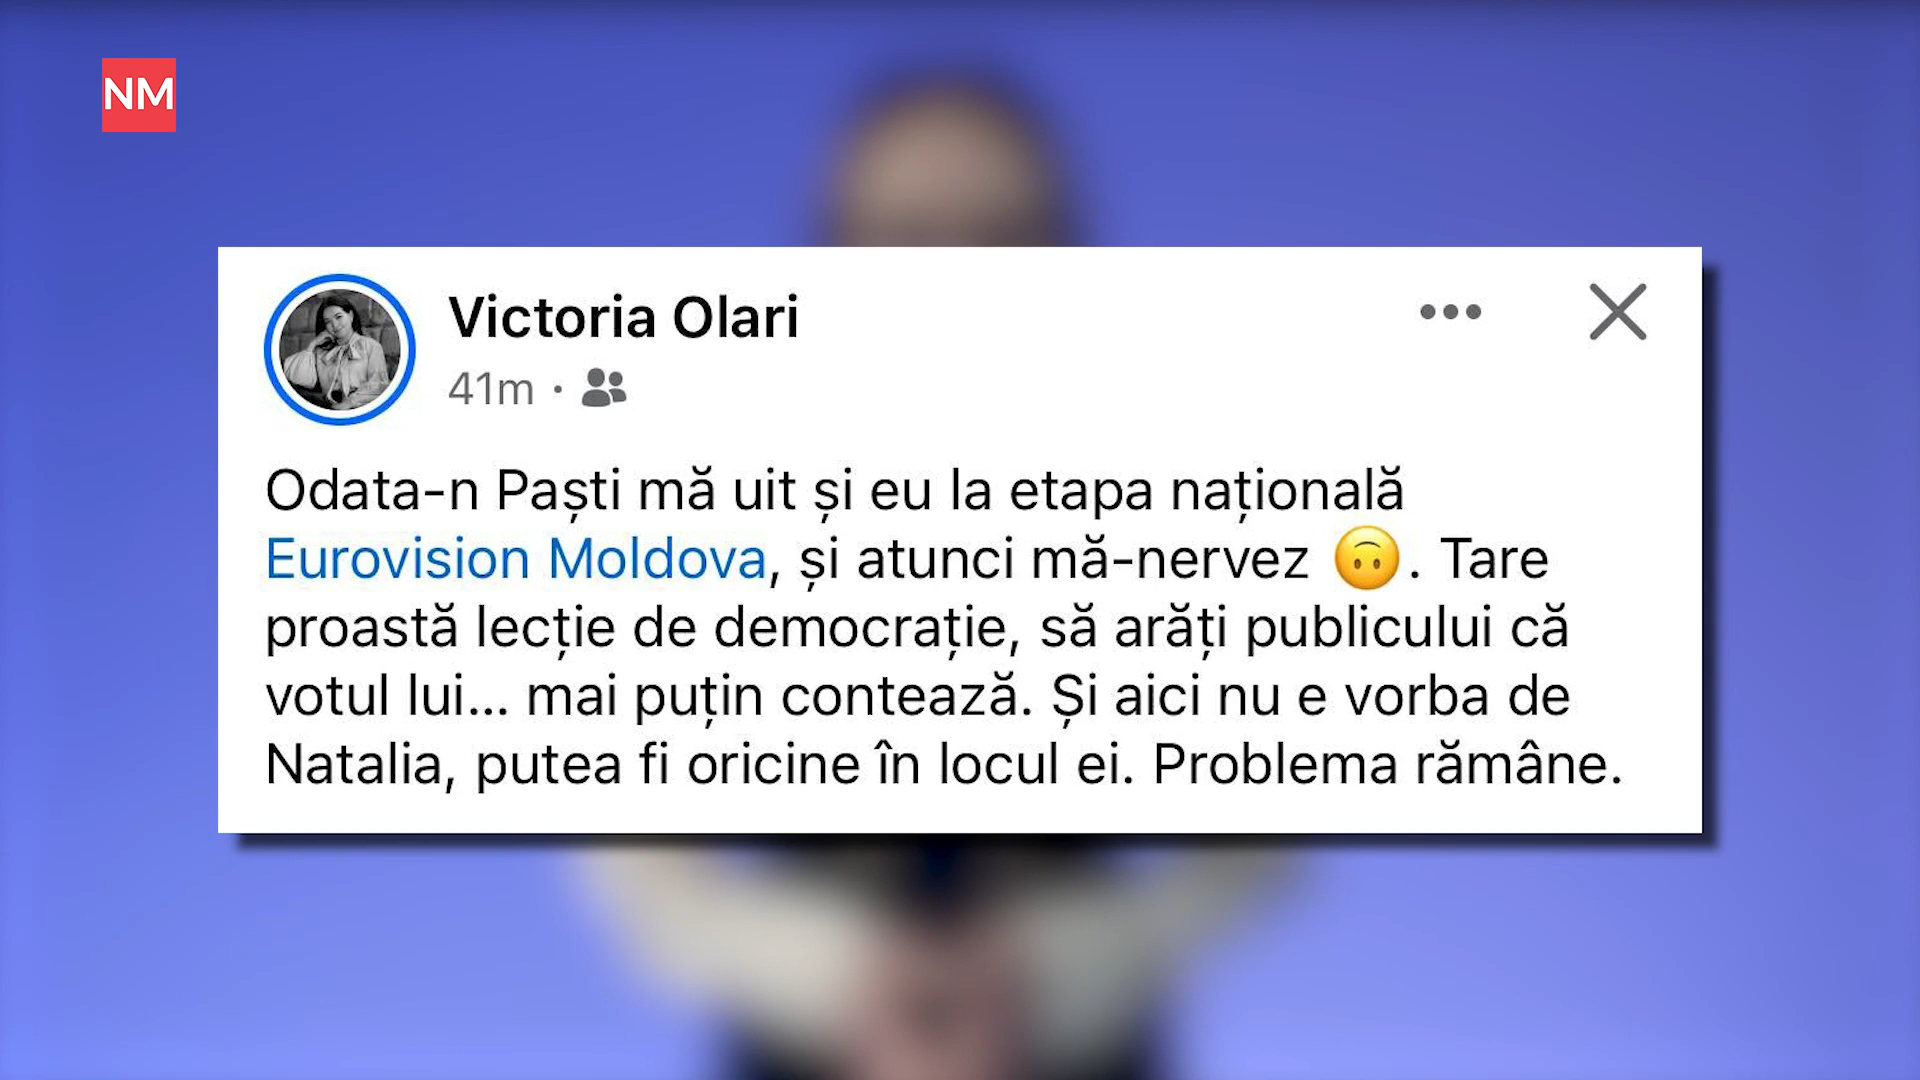 NM
Victoria Olari
41m ·
Odata-n Paști mă uit și eu la etapa națională
Eurovision Moldova, și atunci mă-nervez 🙃. Tare
proastă lecție de democrație, să arăți publicului că
votul lui... mai puțin contează. Și aici nu e vorba de
Natalia, putea fi oricine în locul ei. Problema rămâne.